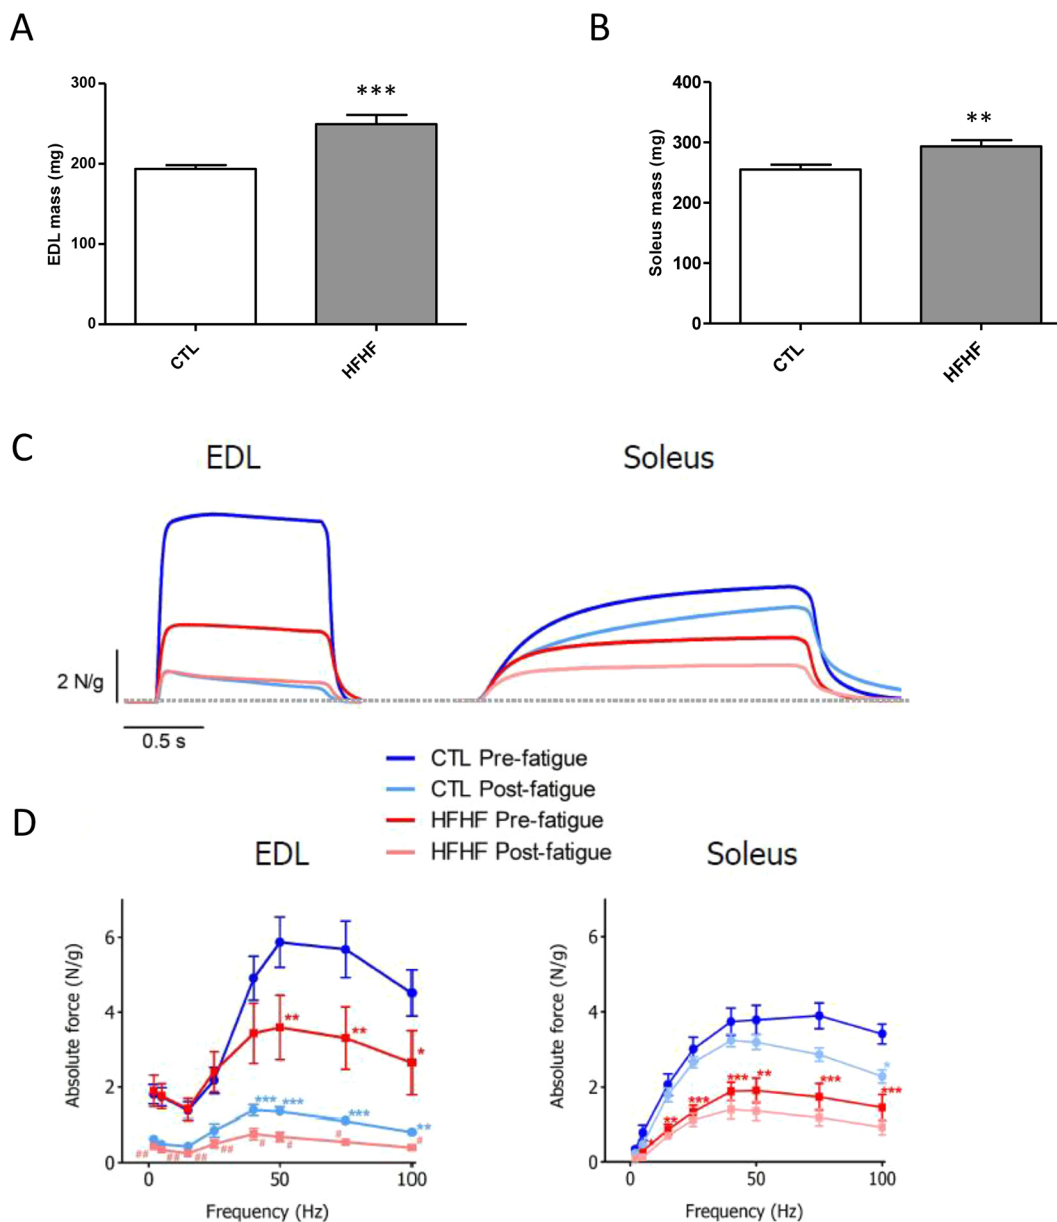 A
B
300
200
100
0
EDL mass (mg)
***
CTL
HFHF
400
300
200
100
0
Soleus mass (mg)
**
CTL
HFHF
C
EDL
Soleus
2 N/g
0.5 s
CTL Pre-fatigue
CTL Post-fatigue
HFHF Pre-fatigue
HFHF Post-fatigue
D
EDL
Soleus
Absolute force (N/g)
6
4
2
0
**
**
*
***
***
***
**
##
##
##
##
#
#
#
#
0
50
100
Frequency (Hz)
Absolute force (N/g)
6
4
2
0
*
*
**
***
***
**
***
***
0
50
100
Frequency (Hz)